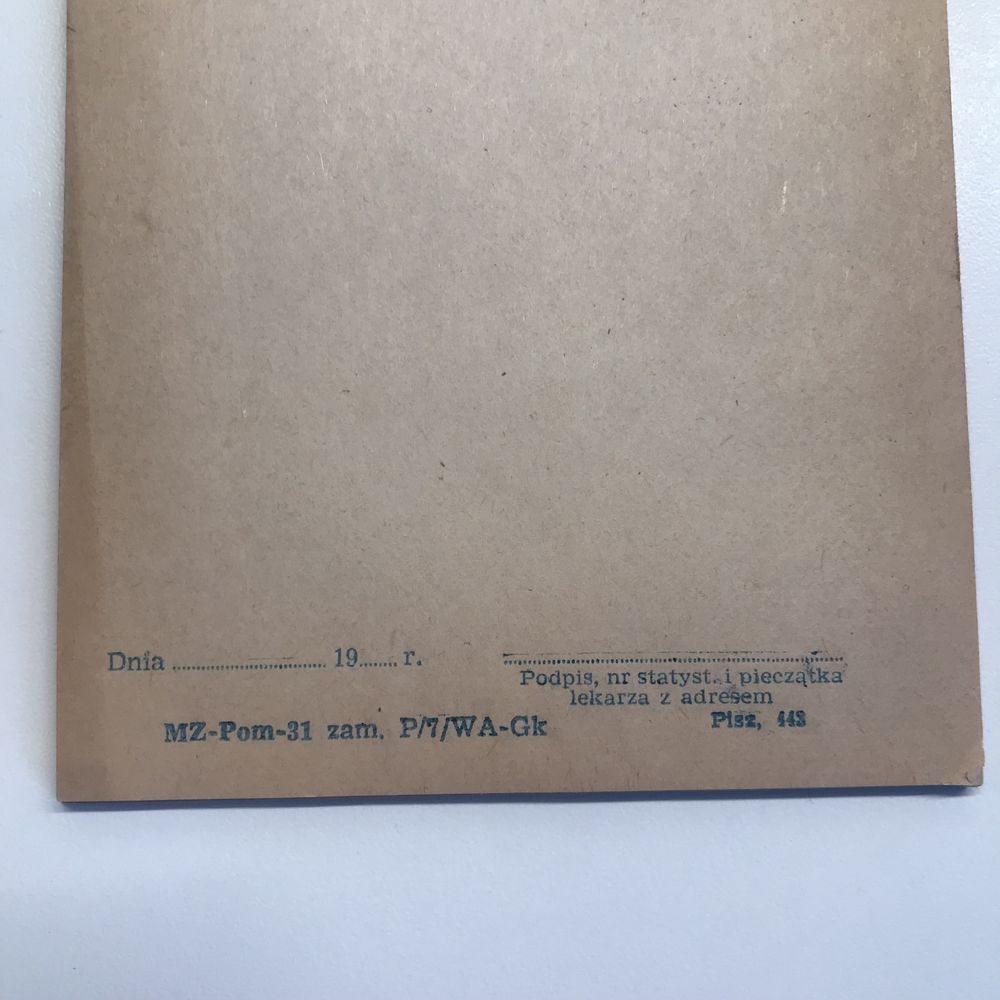 Dnia .................................. 19....... r.
Podpis, nr statyst. i pieczątka
lekarza z adresem
MZ-Pom-31 zam. P/7/WA-Gk
Pisz, 443